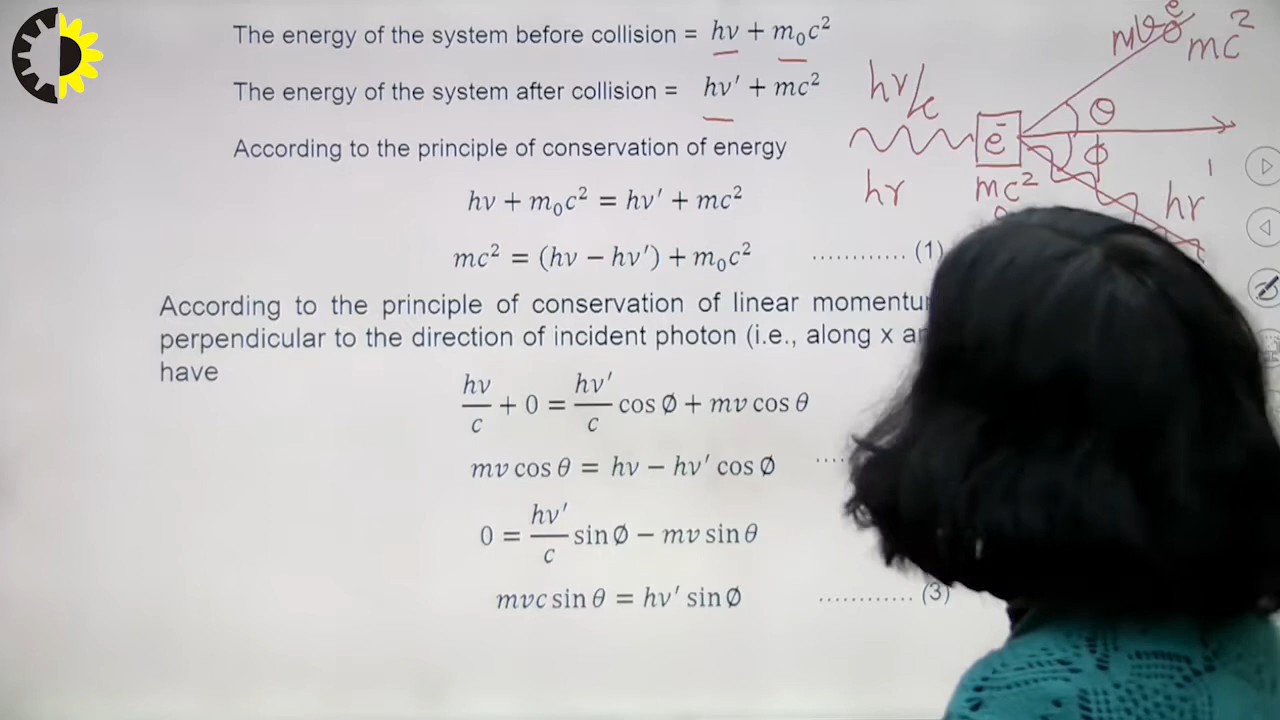 The energy of the system before collision = hν + m₀c²
The energy of the system after collision = hν′ + mc²
According to the principle of conservation of energy
hν + m₀c² = hν′ + mc²
mc² = (hν − hν′) + m₀c² ............ (1)
According to the principle of conservation of linear
perpendicular to the direction of incident photon (i.e., along x
have
hν/c + 0 = hν′/c cos Ø + mv cos θ
mv cos θ = hν − hν′ cos Ø
0 = hν′/c sin Ø − mv sin θ
mvc sin θ = hν′ sin Ø ............ (3)
mc²
hν/c
θ
e⁻
ϕ
hν
mc²
hν